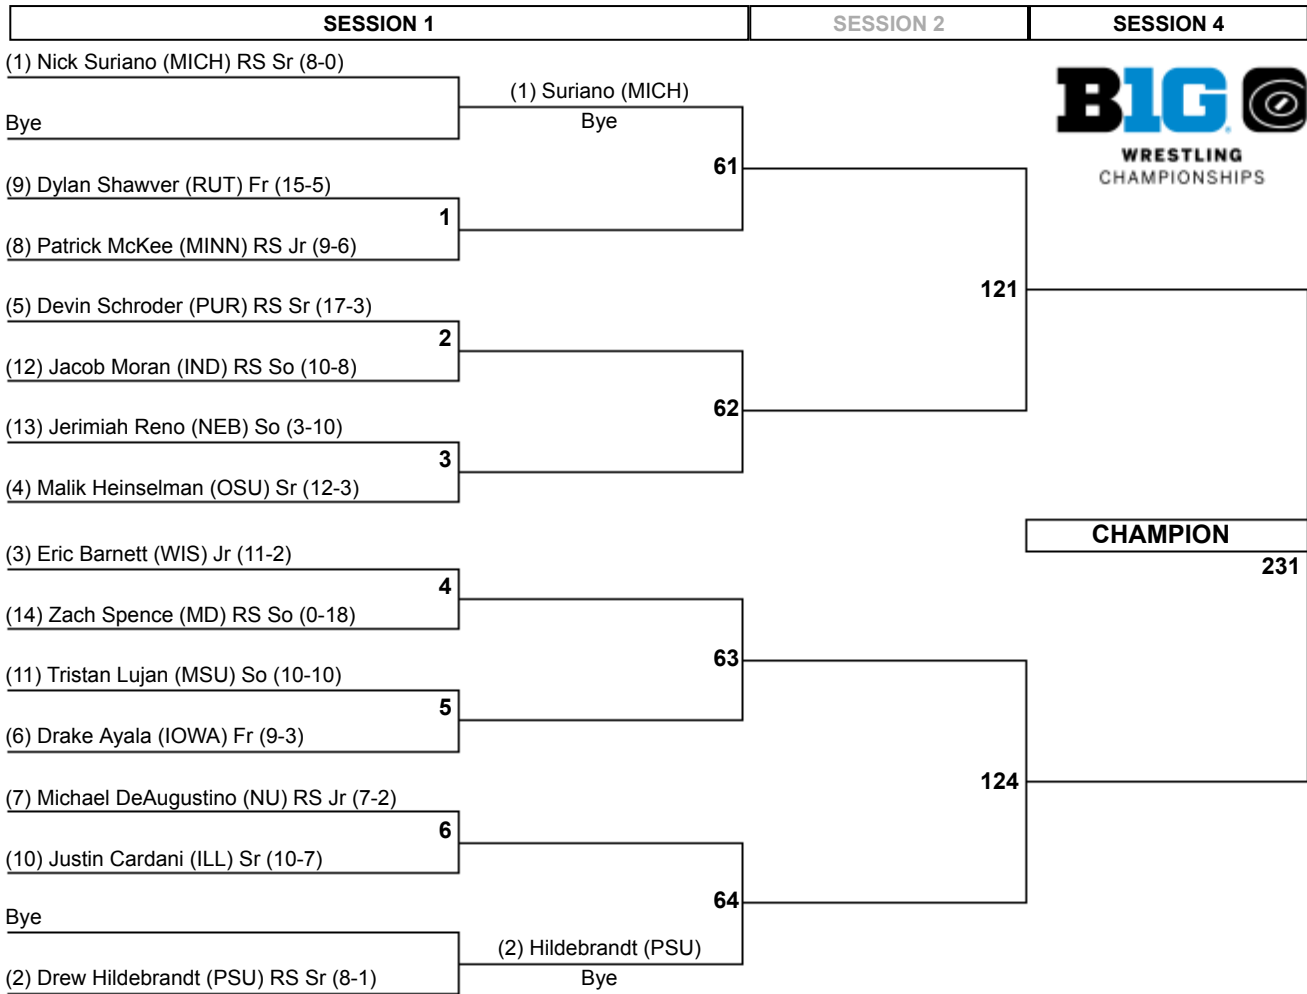 SESSION 1
SESSION 2
SESSION 4
(1) Nick Suriano (MICH) RS Sr (8-0)
(1) Suriano (MICH)
Bye
Bye
B1G
WRESTLING
CHAMPIONSHIPS
61
(9) Dylan Shawver (RUT) Fr (15-5)
1
(8) Patrick McKee (MINN) RS Jr (9-6)
121
(5) Devin Schroder (PUR) RS Sr (17-3)
2
(12) Jacob Moran (IND) RS So (10-8)
62
(13) Jerimiah Reno (NEB) So (3-10)
3
(4) Malik Heinselman (OSU) Sr (12-3)
CHAMPION
231
(3) Eric Barnett (WIS) Jr (11-2)
4
(14) Zach Spence (MD) RS So (0-18)
63
(11) Tristan Lujan (MSU) So (10-10)
5
(6) Drake Ayala (IOWA) Fr (9-3)
124
(7) Michael DeAugustino (NU) RS Jr (7-2)
6
(10) Justin Cardani (ILL) Sr (10-7)
64
Bye
(2) Hildebrandt (PSU)
Bye
(2) Drew Hildebrandt (PSU) RS Sr (8-1)